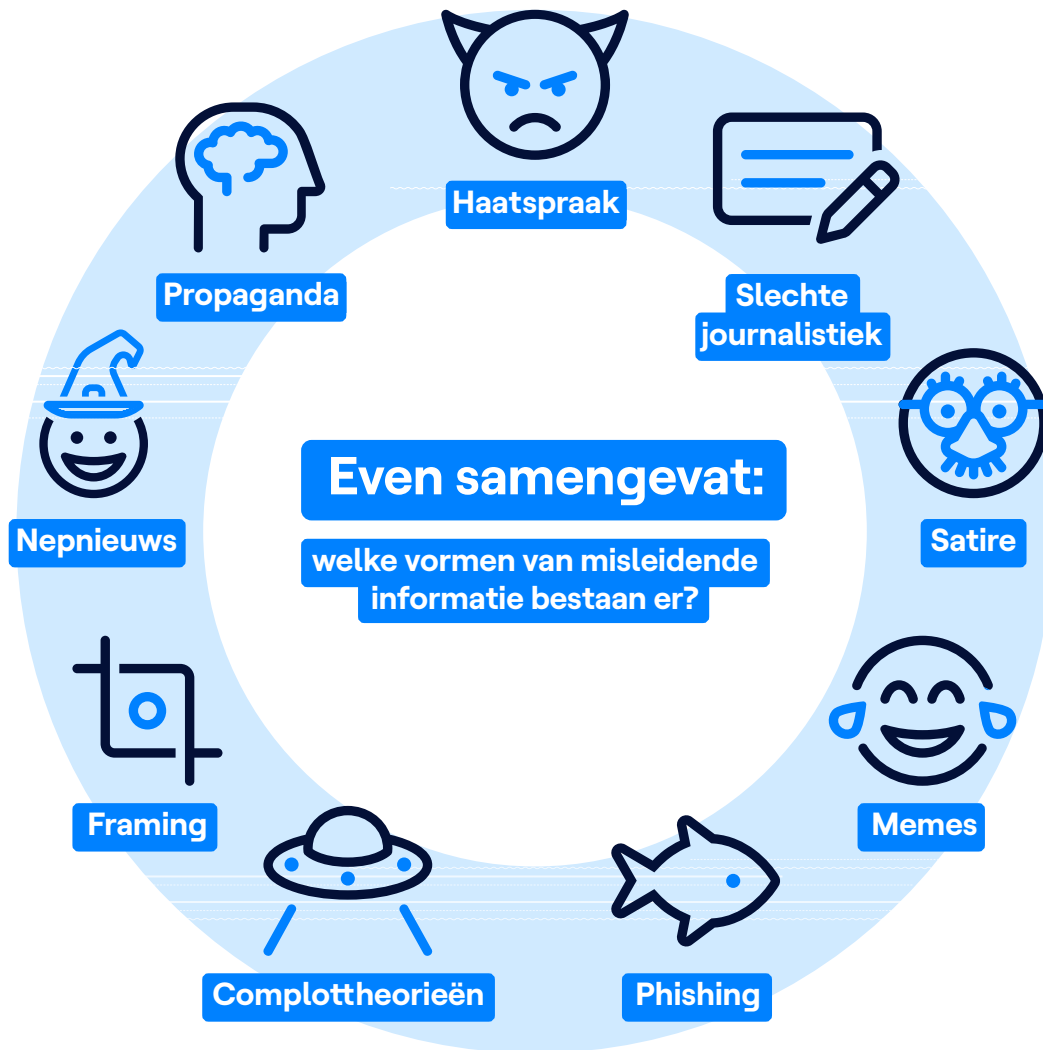 Haatspraak
Propaganda
Slechte
journalistiek
Even samengevat:
welke vormen van misleidende
informatie bestaan er?
Nepnieuws
Satire
Framing
Memes
Complottheorieën
Phishing